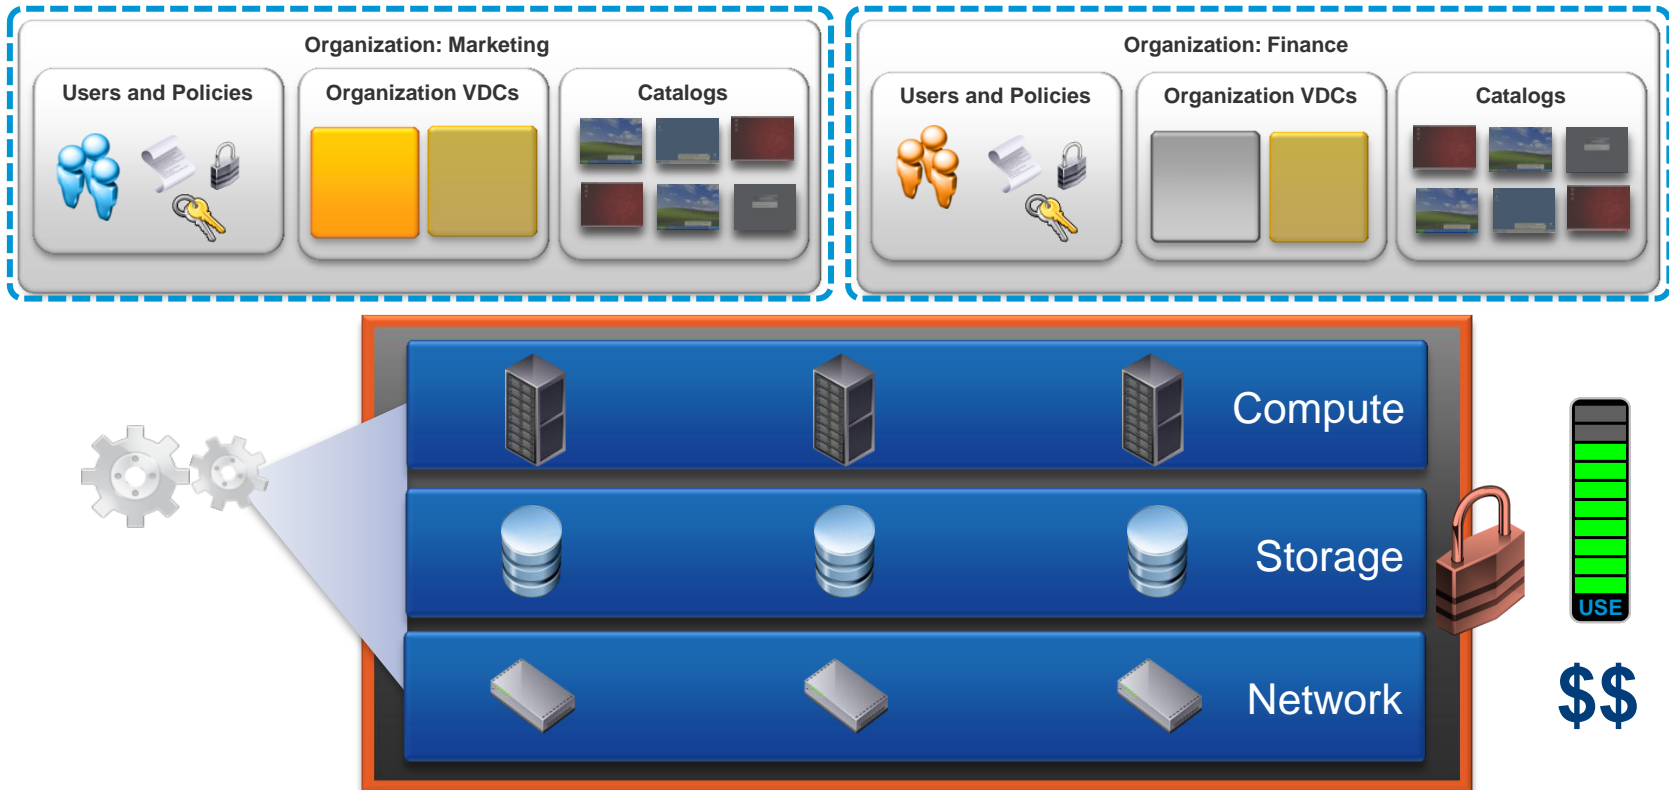 Organization: Marketing
Users and Policies
Organization VDCs
Catalogs
Organization: Finance
Users and Policies
Organization VDCs
Catalogs
Compute
Storage
Network
USE
$$